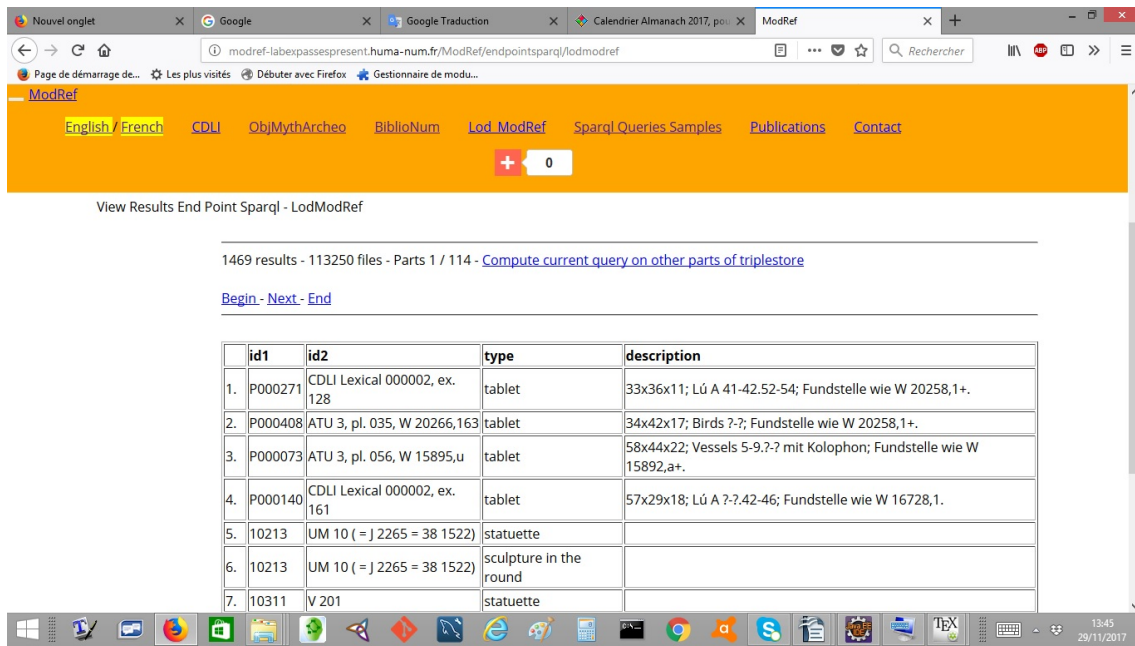 Nouvel onglet
Google
Google Traduction
Calendrier Almanach 2017, pou
ModRef
modref-labexpassespresent.huma-num.fr/ModRef/endpointsparql/lodmodref
Rechercher
ABP
Page de démarrage de...
Les plus visités
Débuter avec Firefox
Gestionnaire de modu...
ModRef
English / French CDLI ObjMythArcheo BiblioNum Lod_ModRef Sparql Queries Samples Publications Contact
+ 0
View Results End Point Sparql - LodModRef
1469 results - 113250 files - Parts 1 / 114 - Compute current query on other parts of triplestore
Begin - Next - End
id1 id2 type description
1. P000271 CDLI Lexical 000002, ex. 128 tablet 33x36x11; Lú A 41-42.52-54; Fundstelle wie W 20258,1+.
2. P000408 ATU 3, pl. 035, W 20266,163 tablet 34x42x17; Birds ?-?; Fundstelle wie W 20258,1+.
3. P000073 ATU 3, pl. 056, W 15895,u tablet 58x44x22; Vessels 5-9.?-? mit Kolophon; Fundstelle wie W 15892,a+.
4. P000140 CDLI Lexical 000002, ex. 161 tablet 57x29x18; Lú A ?-?.42-46; Fundstelle wie W 16728,1.
5. 10213 UM 10 ( = J 2265 = 38 1522) statuette
6. 10213 UM 10 ( = J 2265 = 38 1522) sculpture in the round
7. 10311 V 201 statuette
TEX
13:45
29/11/2017